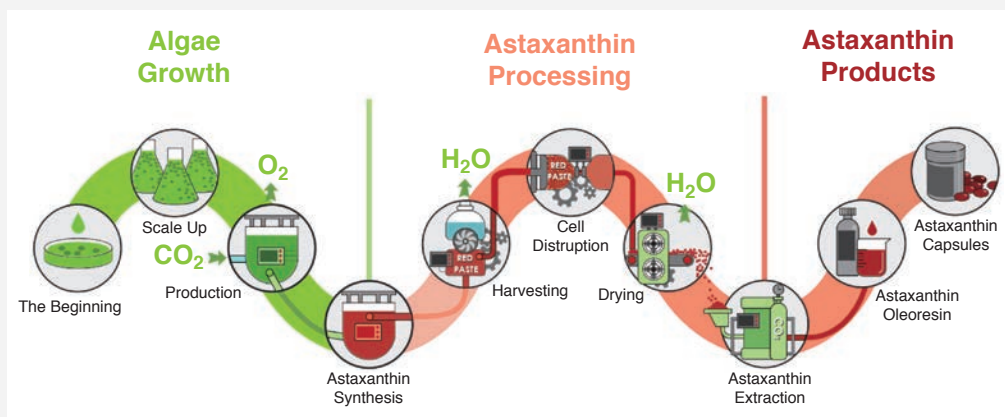 Algae
Growth
Astaxanthin
Processing
Astaxanthin
Products
The Beginning
Scale Up
CO2
O2
Production
Astaxanthin
Synthesis
H2O
RED
PASTE
Harvesting
RED
PASTE
Cell
Distruption
H2O
Drying
CO2
Astaxanthin
Extraction
Astaxanthin
Oleoresin
Astaxanthin
Capsules